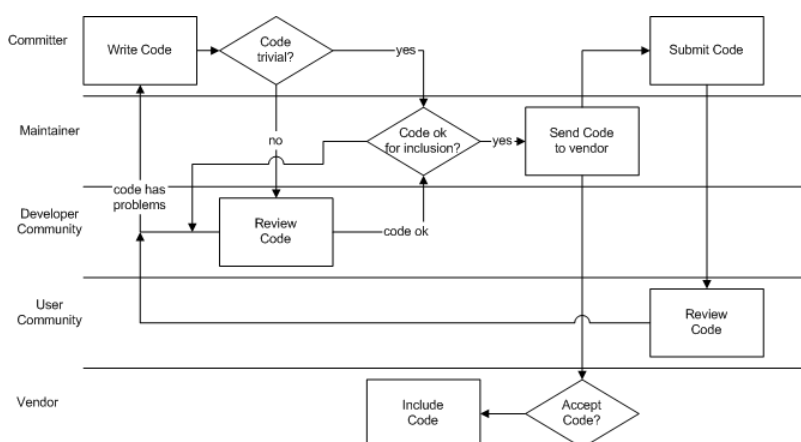 Committer
Write Code
Code
trivial?
yes
Submit Code
Maintainer
no
Code ok
for inclusion?
yes
Send Code
to vendor
code has
problems
Developer
Community
Review
Code
code ok
User
Community
Review
Code
Vendor
Include
Code
Accept
Code?